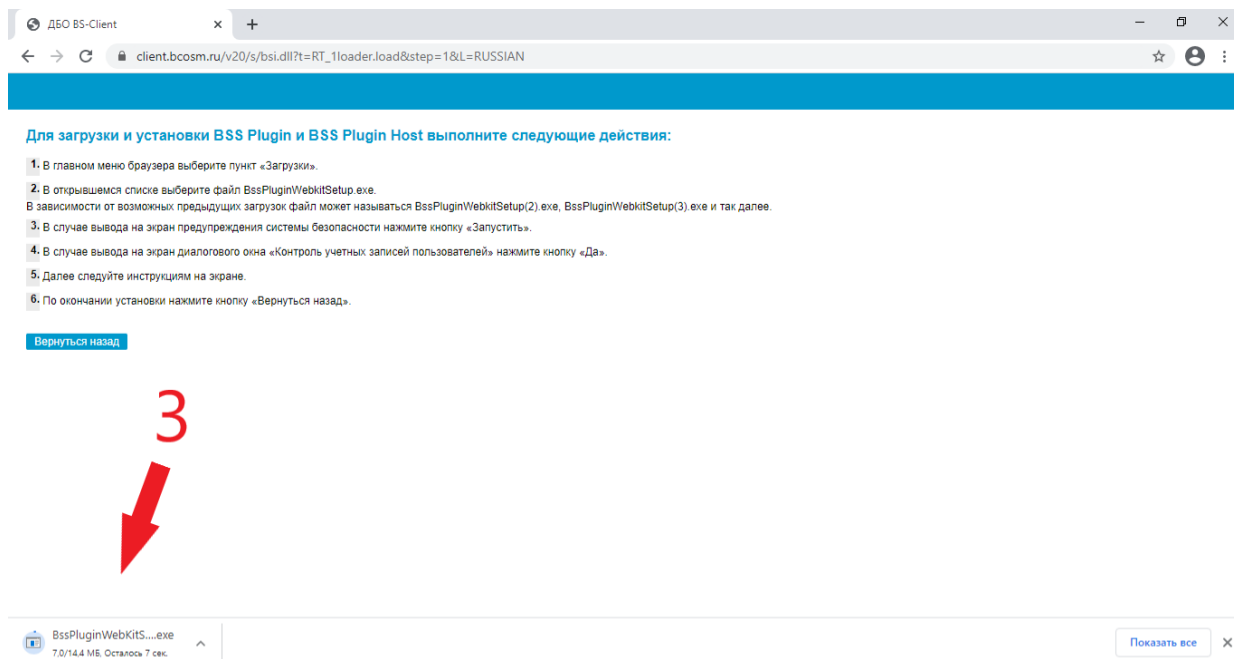 ДБО BS-Client
client.bcosm.ru/v20/s/bsi.dll?t=RT_1loader.load&step=1&L=RUSSIAN
Для загрузки и установки BSS Plugin и BSS Plugin Host выполните следующие действия:
1. В главном меню браузера выберите пункт «Загрузки».
2. В открывшемся списке выберите файл BssPluginWebkitSetup.exe.
В зависимости от возможных предыдущих загрузок файл может называться BssPluginWebkitSetup(2).exe, BssPluginWebkitSetup(3).exe и так далее.
3. В случае вывода на экран предупреждения системы безопасности нажмите кнопку «Запустить».
4. В случае вывода на экран диалогового окна «Контроль учетных записей пользователей» нажмите кнопку «Да».
5. Далее следуйте инструкциям на экране.
6. По окончании установки нажмите кнопку «Вернуться назад».
Вернуться назад
3
BssPluginWebKitS....exe
7,0/14,4 МБ, Осталось 7 сек.
Показать все